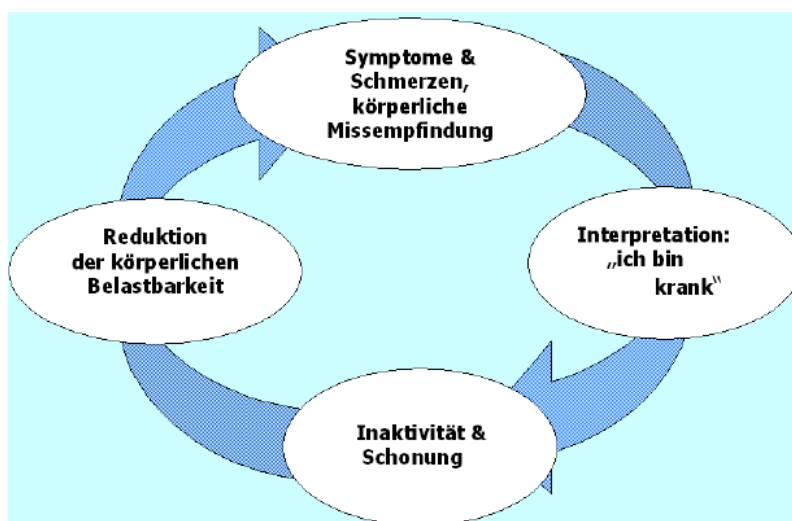 Symptome &
Schmerzen,
körperliche
Missempfindung
Interpretation:
„ich bin
krank“
Inaktivität &
Schonung
Reduktion
der körperlichen
Belastbarkeit